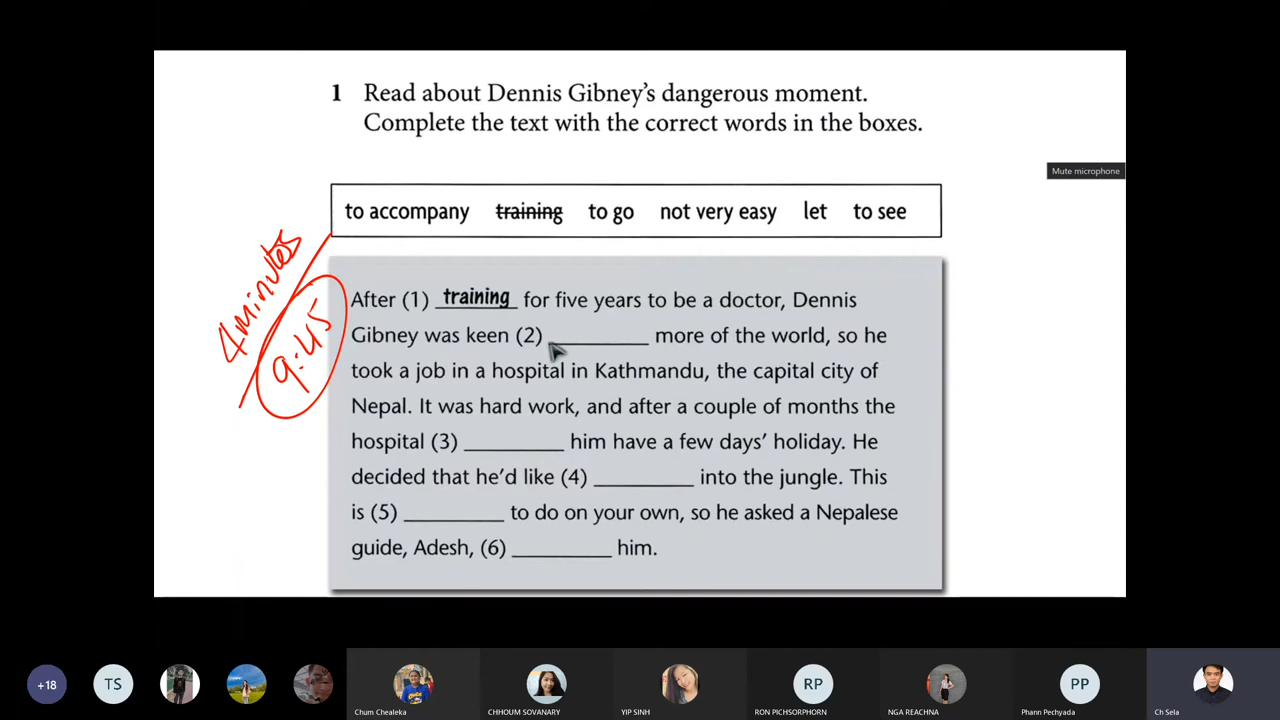 1 Read about Dennis Gibney's dangerous moment.
Complete the text with the correct words in the boxes.
Mute microphone
to accompany training to go not very easy let to see
4 minutes
9:45
After (1) training for five years to be a doctor, Dennis
Gibney was keen (2) __________ more of the world, so he
took a job in a hospital in Kathmandu, the capital city of
Nepal. It was hard work, and after a couple of months the
hospital (3) __________ him have a few days' holiday. He
decided that he'd like (4) __________ into the jungle. This
is (5) __________ to do on your own, so he asked a Nepalese
guide, Adesh, (6) __________ him.
+18 TS RP PP
Chum Chealeka CHHOUM SOVANARY YIP SINH RON PICHSORPHORN NGA REACHNA Phann Pechyada Ch Sela